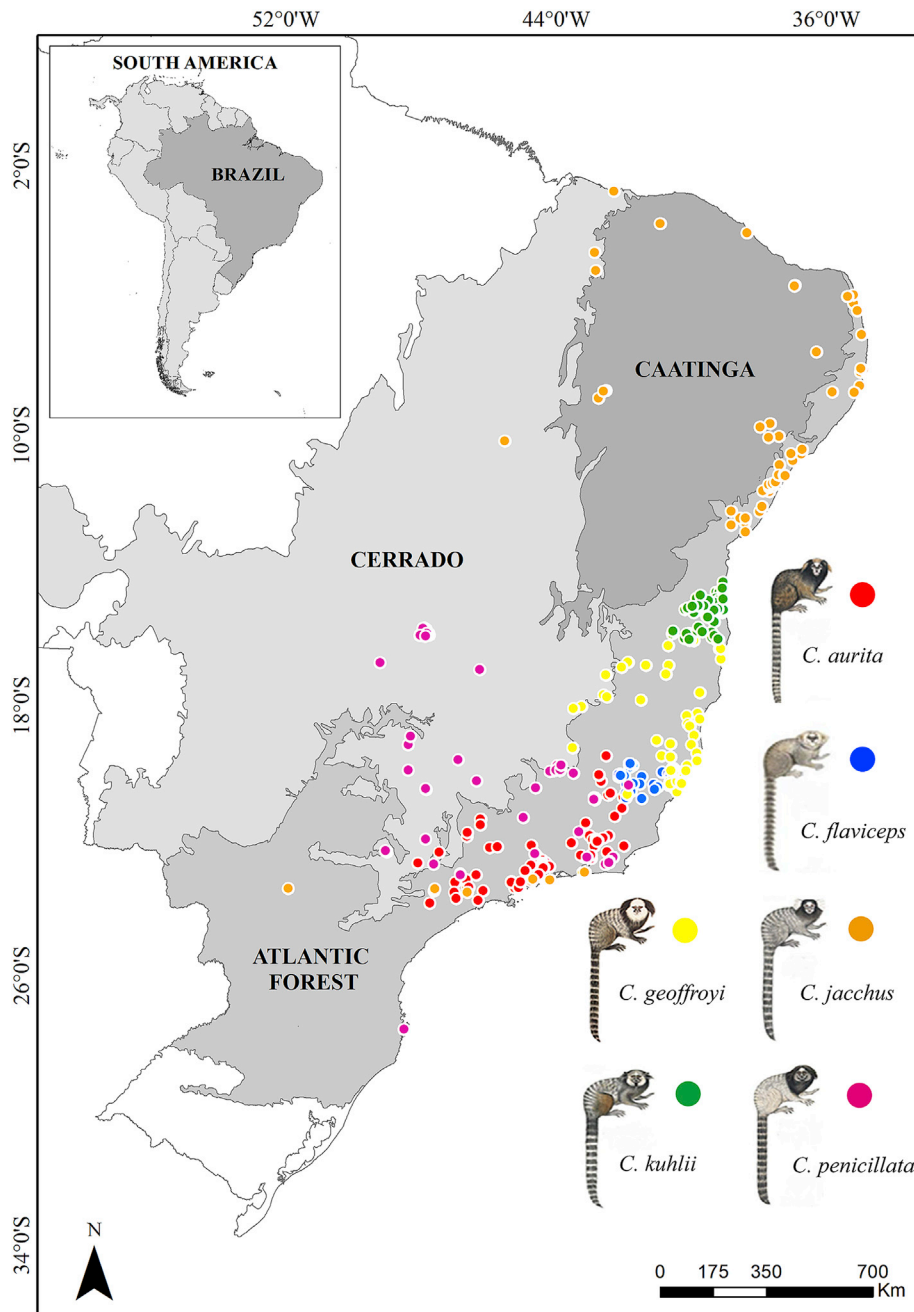 52°0'W 44°0'W 36°0'W
SOUTH AMERICA
BRAZIL
2°0'S
CAATINGA
10°0'S
CERRADO
C. aurita
18°0'S
C. flaviceps
ATLANTIC
FOREST
26°0'S
C. geoffroyi
C. jacchus
C. kuhlii
C. penicillata
34°0'S
N
0 175 350 700
Km